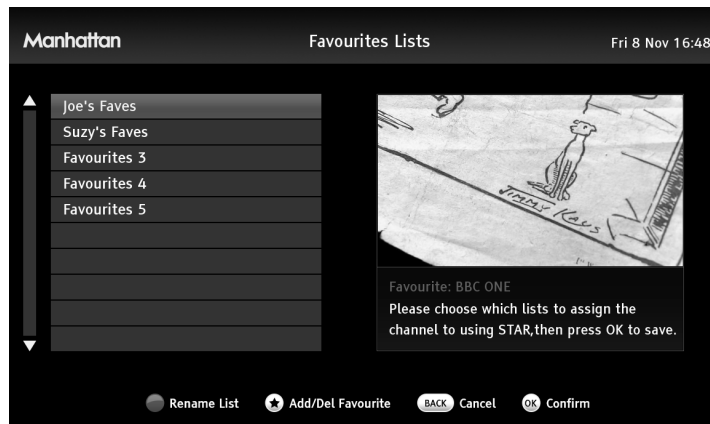 Manhattan
Favourites Lists
Fri 8 Nov 16:48
Joe's Faves
Suzy's Faves
Favourites 3
Favourites 4
Favourites 5
JIMMY KAUS
Favourite: BBC ONE
Please choose which lists to assign the
channel to using STAR,then press OK to save.
Rename List
Add/Del Favourite
BACK Cancel
OK Confirm